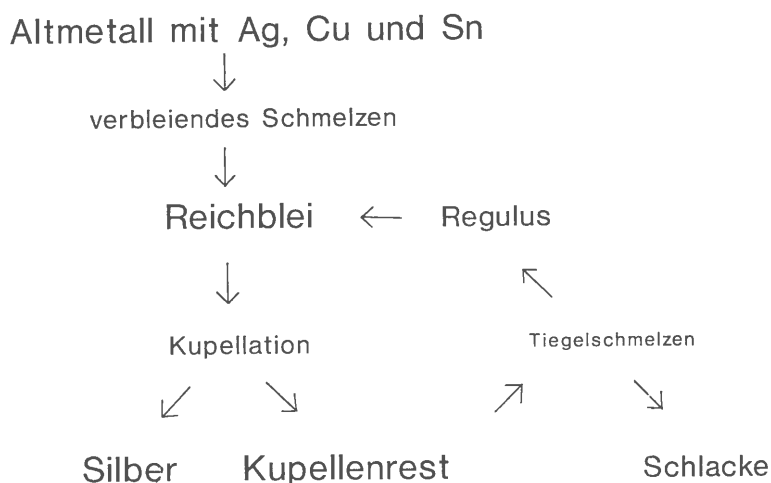 Altmetall mit Ag, Cu und Sn
verbleiendes Schmelzen
Reichblei
Regulus
Kupellation
Tiegelschmelzen
Silber
Kupellenrest
Schlacke